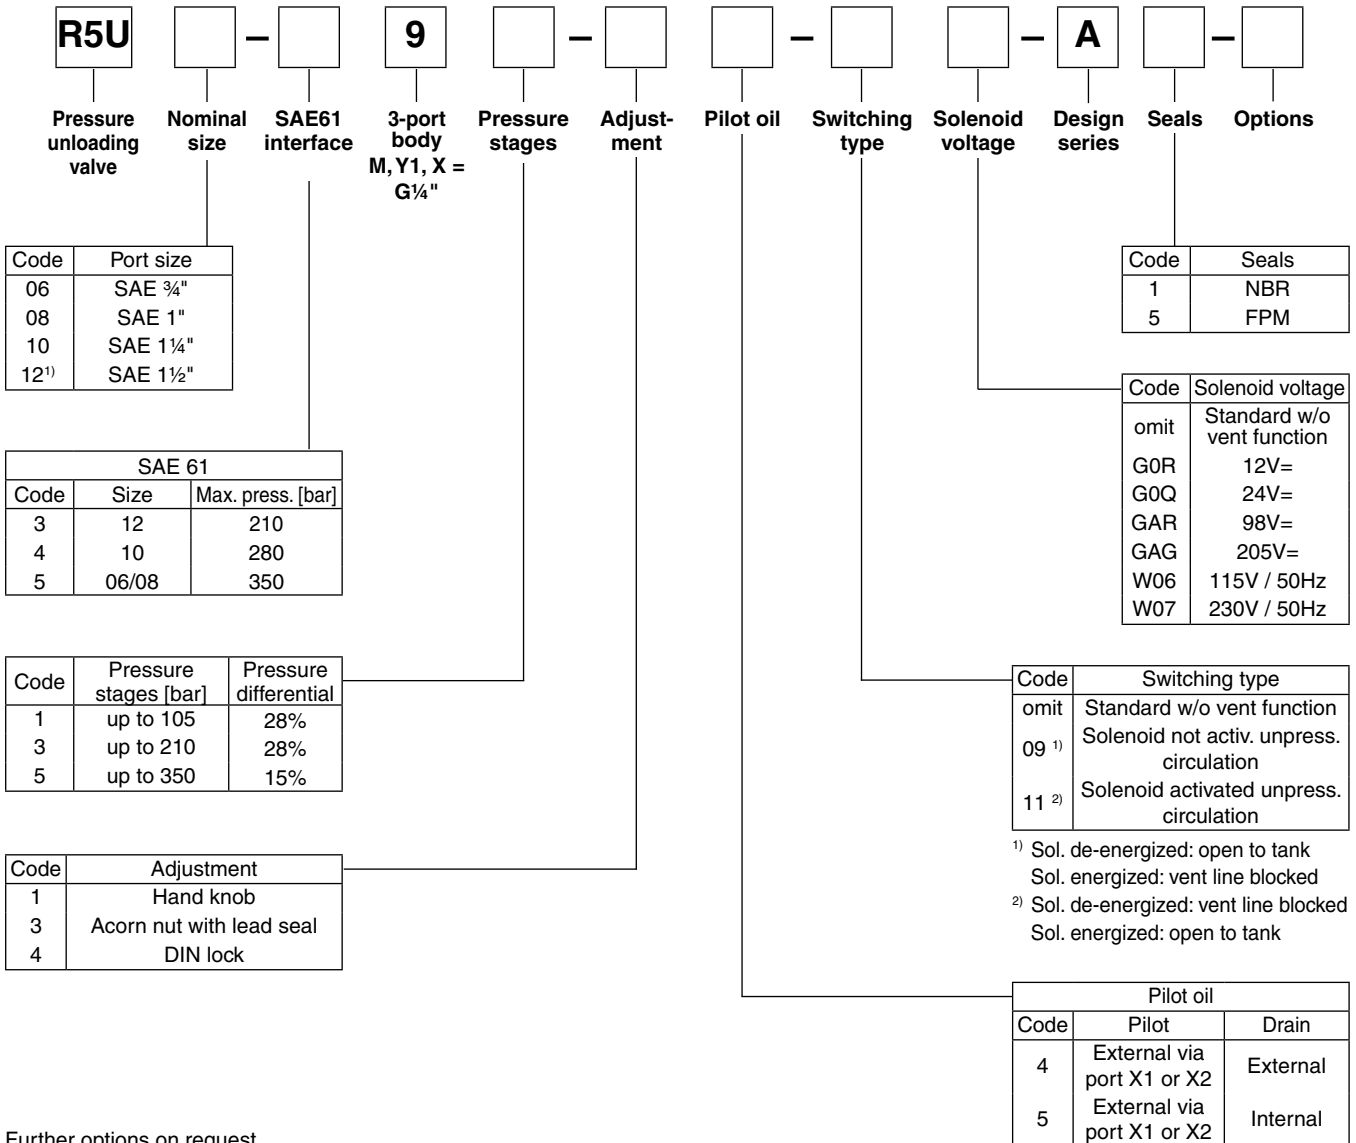 R5U – 9 – – – A –
Pressure unloading valve
Nominal size
SAE61 interface
3-port body M, Y1, X = G¼"
Pressure stages
Adjust-ment
Pilot oil
Switching type
Solenoid voltage
Design series
Seals
Options
Code Port size
06 SAE ¾"
08 SAE 1"
10 SAE 1¼"
12¹⁾ SAE 1½"
SAE 61
Code Size Max. press. [bar]
3 12 210
4 10 280
5 06/08 350
Code Pressure stages [bar] Pressure differential
1 up to 105 28%
3 up to 210 28%
5 up to 350 15%
Code Adjustment
1 Hand knob
3 Acorn nut with lead seal
4 DIN lock
Code Seals
1 NBR
5 FPM
Code Solenoid voltage
omit Standard w/o vent function
G0R 12V=
G0Q 24V=
GAR 98V=
GAG 205V=
W06 115V / 50Hz
W07 230V / 50Hz
Code Switching type
omit Standard w/o vent function
09 ¹⁾ Solenoid not activ. unpress. circulation
11 ²⁾ Solenoid activated unpress. circulation
¹⁾ Sol. de-energized: open to tank
Sol. energized: vent line blocked
²⁾ Sol. de-energized: vent line blocked
Sol. energized: open to tank
Pilot oil
Code Pilot Drain
4 External via port X1 or X2 External
5 External via port X1 or X2 Internal
Further options on request